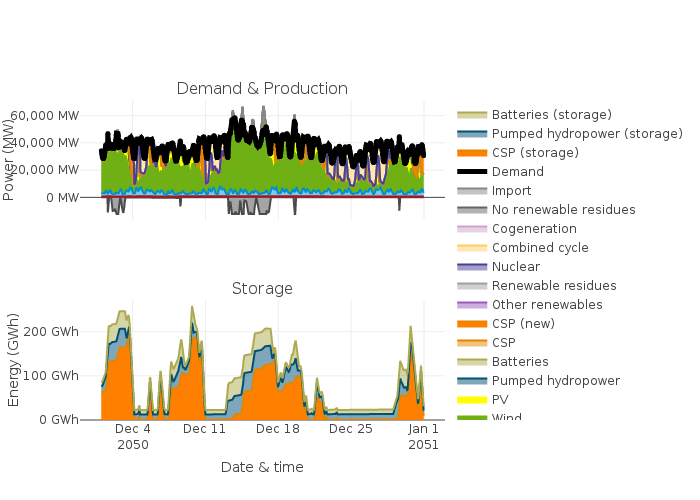 Demand & Production
Power (MW)
60,000 MW
40,000 MW
20,000 MW
0 MW
Storage
Energy (GWh)
200 GWh
100 GWh
0 GWh
Dec 4
2050
Dec 11
Dec 18
Dec 25
Jan 1
2051
Date & time
Batteries (storage)
Pumped hydropower (storage)
CSP (storage)
Demand
Import
No renewable residues
Cogeneration
Combined cycle
Nuclear
Renewable residues
Other renewables
CSP (new)
CSP
Batteries
Pumped hydropower
PV
Wind